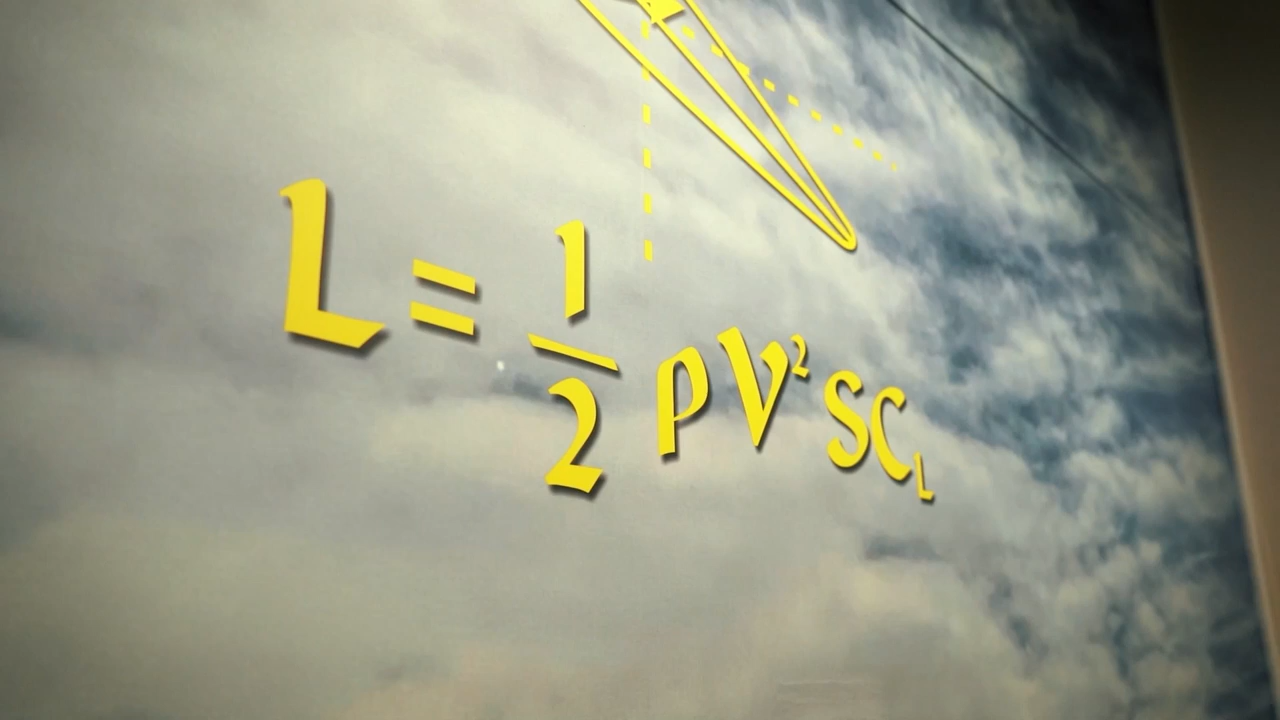 L = 1/2 ρV²SC_L